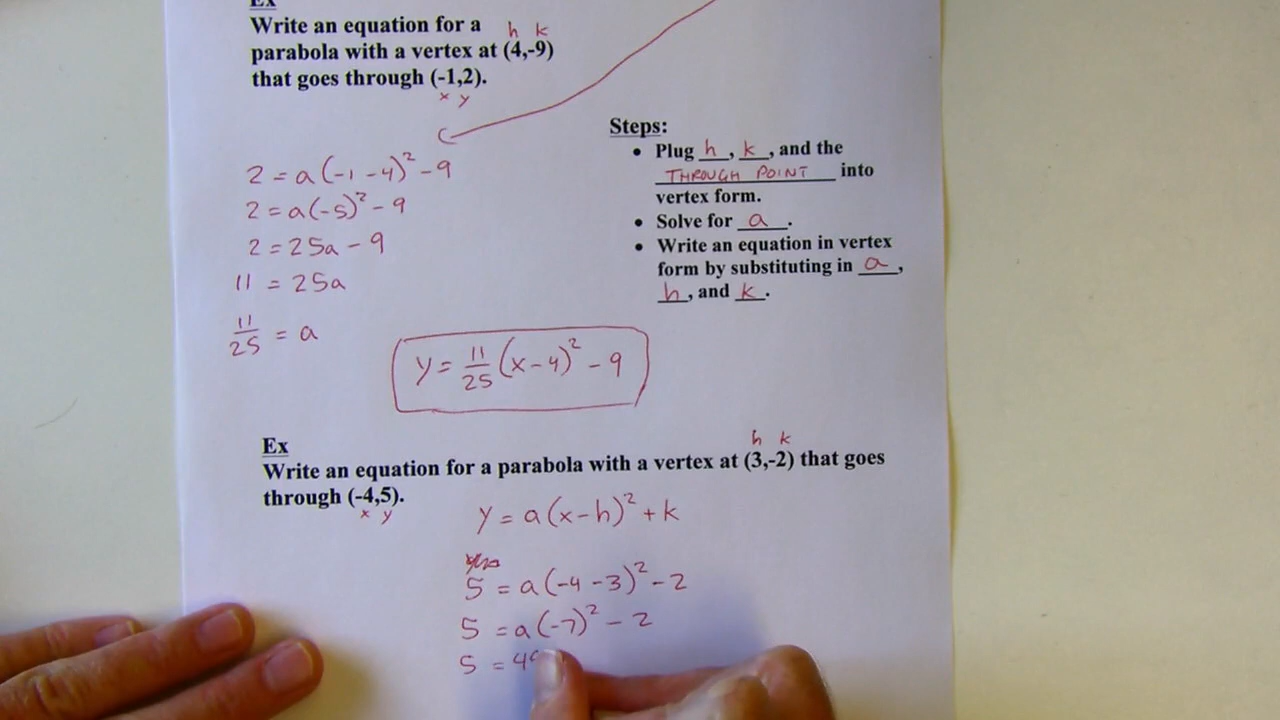 Ex
Write an equation for a
h k
parabola with a vertex at (4,-9)
that goes through (-1,2).
x y
2 = a(-1 - 4)² - 9
2 = a(-5)² - 9
2 = 25a - 9
11 = 25a
11/25 = a
y = 11/25 (x - 4)² - 9
Steps:
• Plug h, k, and the
THROUGH POINT into
vertex form.
• Solve for a.
• Write an equation in vertex
form by substituting in a,
h, and k.
Ex
h k
Write an equation for a parabola with a vertex at (3,-2) that goes
through (-4,5).
x y
y = a(x - h)² + k
5 = a(-4 - 3)² - 2
5 = a(-7)² - 2
5 = 49